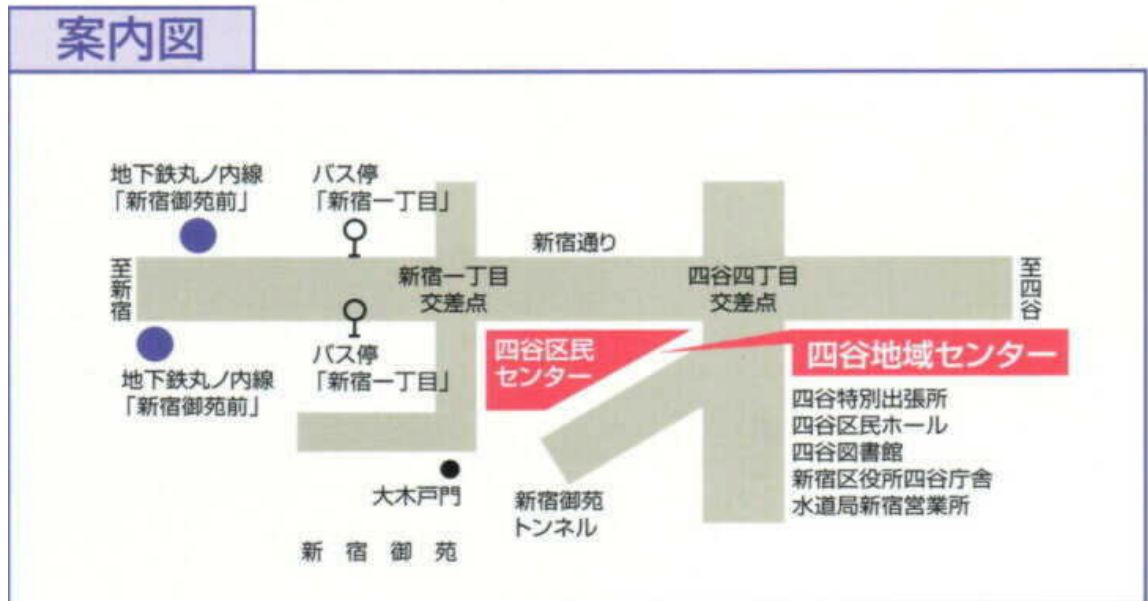 案内図
地下鉄丸ノ内線
「新宿御苑前」
バス停
「新宿一丁目」
新宿通り
至新宿
新宿一丁目
交差点
四谷四丁目
交差点
至四谷
四谷区民
センター
四谷地域センター
バス停
「新宿一丁目」
地下鉄丸ノ内線
「新宿御苑前」
四谷特別出張所
四谷区民ホール
四谷図書館
新宿区役所四谷庁舎
水道局新宿営業所
大木戸門
新宿御苑
トンネル
新宿御苑